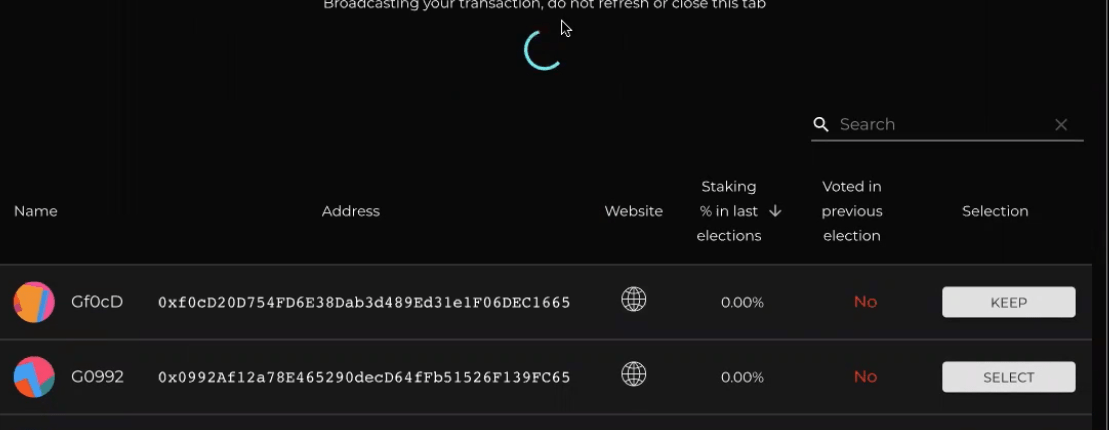 Broadcasting your transaction, do not refresh or close this tab
Search
Name
Address
Website
Staking
% in last
elections
Voted in
previous
election
Selection
Gf0cD
0xf0cD20D754FD6E38Dab3d489Ed31e1F06DEC1665
0.00%
No
KEEP
G0992
0x0992Af12a78E465290decD64fFb51526F139FC65
0.00%
No
SELECT